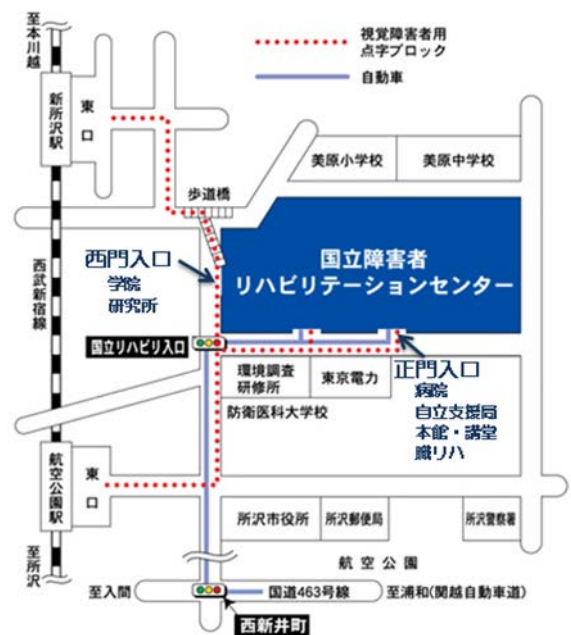 至本川越
視覚障害者用
点字ブロック
自動車
新所沢駅
東口
美原小学校
美原中学校
歩道橋
西門入口
学院
研究所
国立障害者
リハビリテーションセンター
西武新宿線
国立リハビリ入口
正門入口
病院
自立支援局
本館・講堂
職リハ
環境調査
研修所
東京電力
防衛医科大学校
航空公園駅
東口
所沢市役所
所沢郵便局
所沢警察署
至所沢
航空公園
至入間
国道463号線
至浦和(関越自動車道)
西新井町